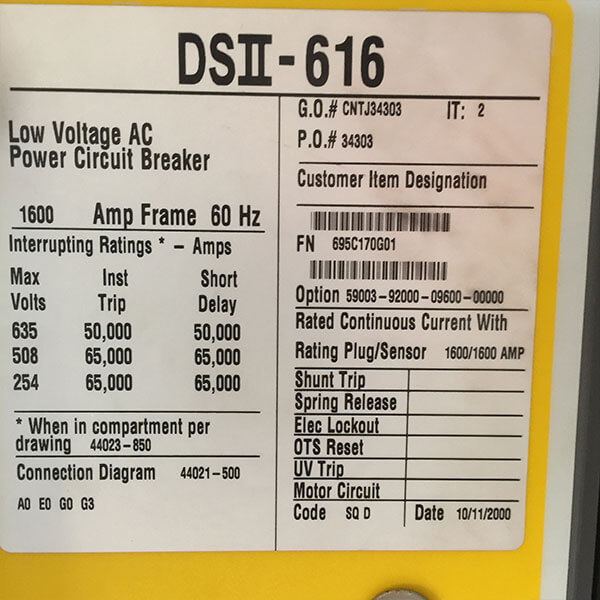 DSII-616
Low Voltage AC
Power Circuit Breaker
1600 Amp Frame 60 Hz
Interrupting Ratings * - Amps
Max Inst Short
Volts Trip Delay
635 50,000 50,000
508 65,000 65,000
254 65,000 65,000
* When in compartment per
drawing 44023-850
Connection Diagram 44021-500
A0 E0 G0 G3
G.O.# CNTJ34303 IT: 2
P.O.# 34303
Customer Item Designation
FN 695C170G01
Option 59003-92000-09600-00000
Rated Continuous Current With
Rating Plug/Sensor 1600/1600 AMP
Shunt Trip
Spring Release
Elec Lockout
OTS Reset
UV Trip
Motor Circuit
Code SQ D Date 10/11/2000